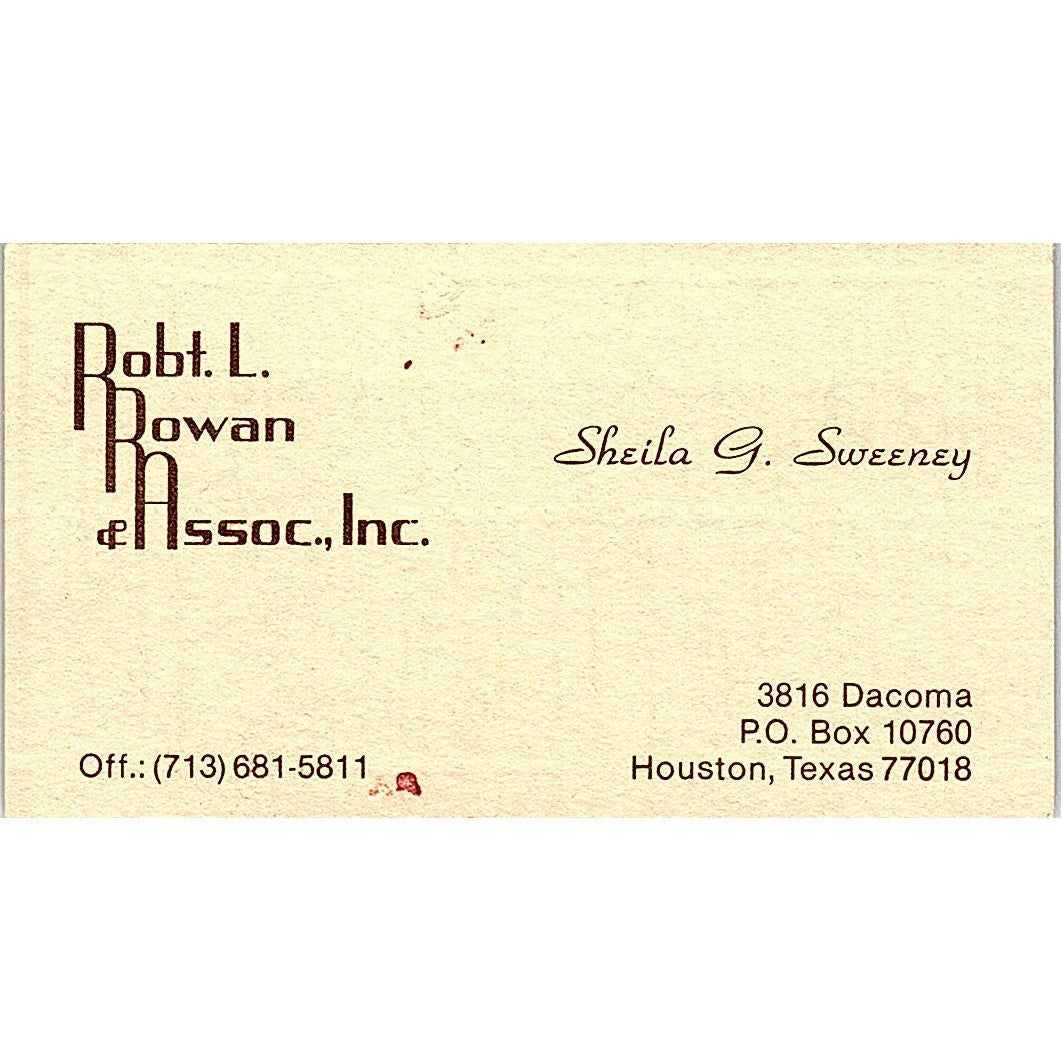 Robt. L.
Rowan
& Assoc., Inc.
Sheila G. Sweeney
3816 Dacoma
P.O. Box 10760
Houston, Texas 77018
Off.: (713) 681-5811